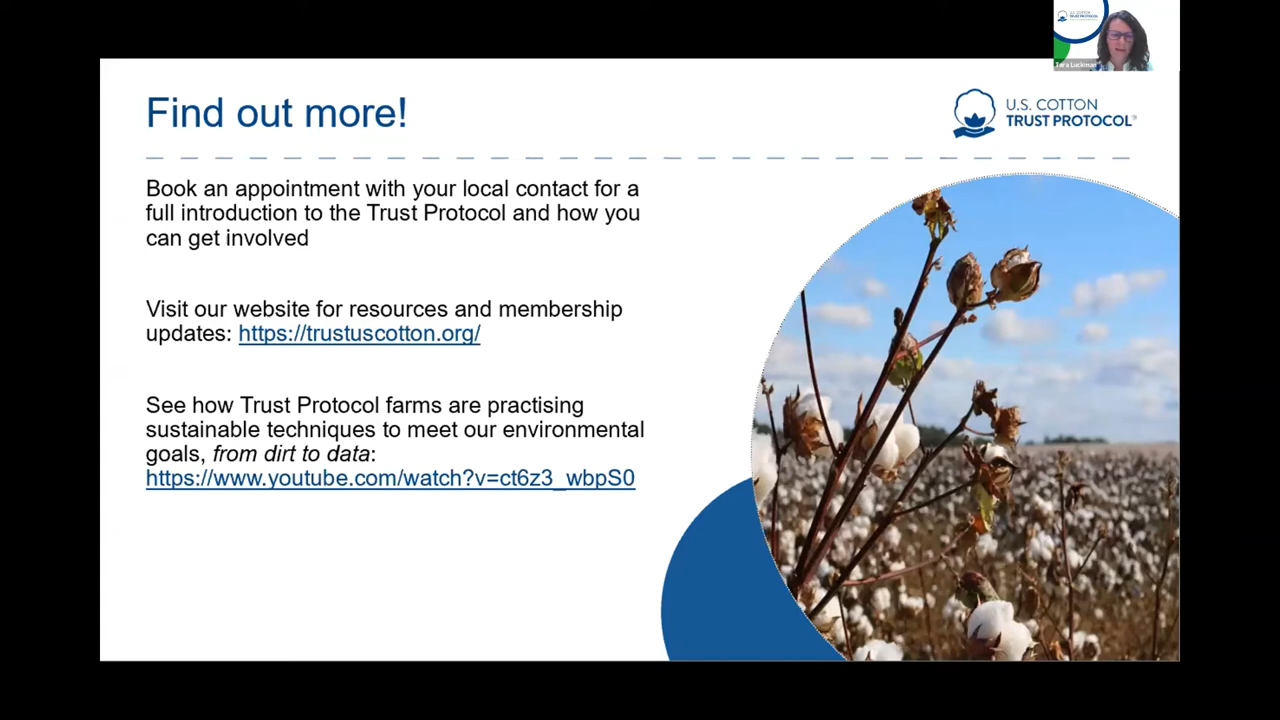 Find out more!
U.S. COTTON
TRUST PROTOCOL
Book an appointment with your local contact for a
full introduction to the Trust Protocol and how you
can get involved
Visit our website for resources and membership
updates: https://trustuscotton.org/
See how Trust Protocol farms are practising
sustainable techniques to meet our environmental
goals, from dirt to data:
https://www.youtube.com/watch?v=ct6z3_wbpS0
Tara Luckman